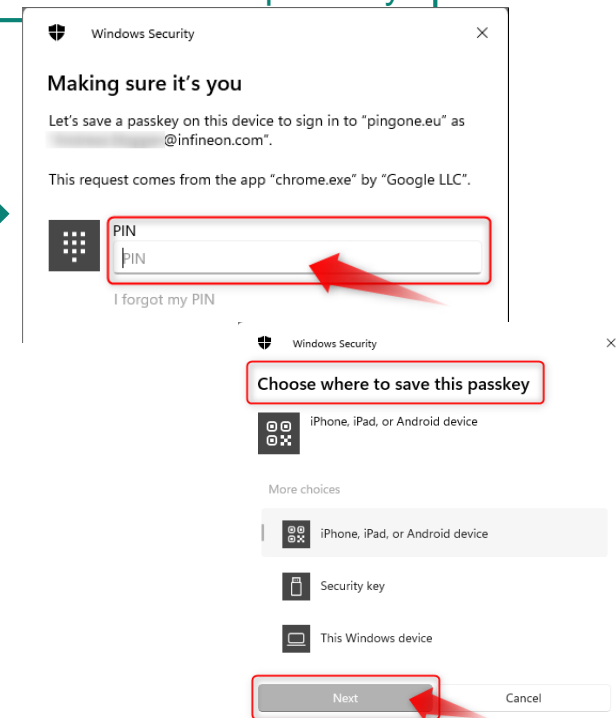 Windows Security
Making sure it's you
Let's save a passkey on this device to sign in to "pingone.eu" as
@infineon.com".
This request comes from the app "chrome.exe" by "Google LLC".
PIN
PIN
I forgot my PIN
Windows Security
Choose where to save this passkey
iPhone, iPad, or Android device
More choices
iPhone, iPad, or Android device
Security key
This Windows device
Next
Cancel